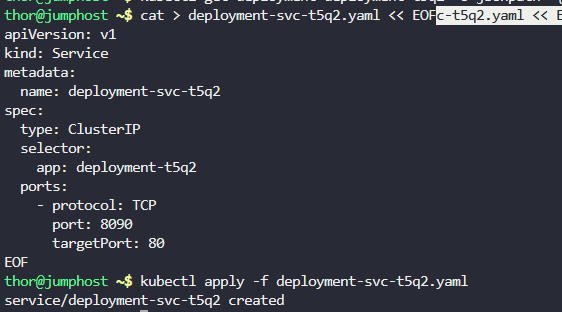 thor@jumphost ~$ cat > deployment-svc-t5q2.yaml << EOFc-t5q2.yaml << E
apiVersion: v1
kind: Service
metadata:
  name: deployment-svc-t5q2
spec:
  type: ClusterIP
  selector:
    app: deployment-t5q2
  ports:
    - protocol: TCP
      port: 8090
      targetPort: 80
EOF
thor@jumphost ~$ kubectl apply -f deployment-svc-t5q2.yaml
service/deployment-svc-t5q2 created